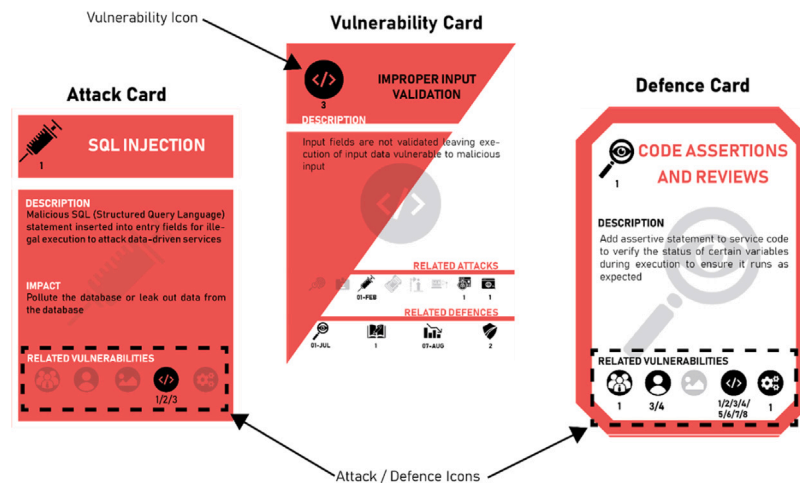 Vulnerability Icon
Vulnerability Card
</>
3
IMPROPER INPUT
VALIDATION
DESCRIPTION
Input fields are not validated leaving exe-
cution of input data vulnerable to malicious
input
</>
RELATED ATTACKS
01-FEB
1
1
RELATED DEFENCES
01-JUL
1
07-AUG
2
Attack Card
1
SQL INJECTION
DESCRIPTION
Malicious SQL (Structured Query Language)
statement inserted into entry fields for ille-
gal execution to attack data-driven services
IMPACT
Pollute the database or leak out data from
the database
RELATED VULNERABILITIES
</>
1/2/3
Defence Card
1
CODE ASSERTIONS
AND REVIEWS
DESCRIPTION
Add assertive statement to service code
to verify the status of certain variables
during execution to ensure it runs as
expected
RELATED VULNERABILITIES
</>
1
3/4
1/2/3/4/
5/6/7/8
1
Attack / Defence Icons